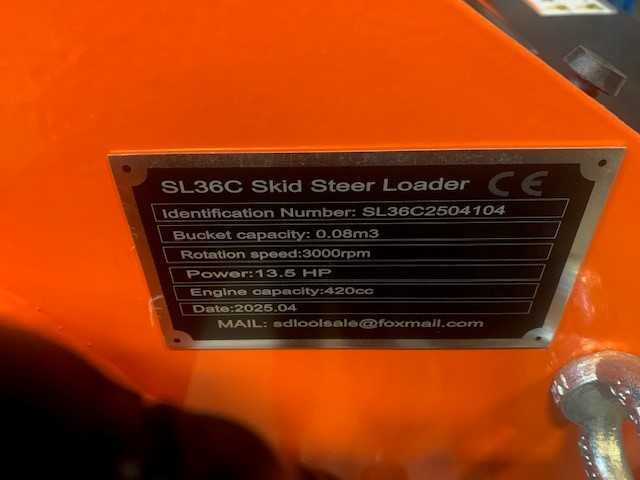 SL36C Skid Steer Loader CE
Identification Number: SL36C2504104
Bucket capacity: 0.08m3
Rotation speed:3000rpm
Power:13.5 HP
Engine capacity:420cc
Date:2025.04
MAIL: sdloolsale@foxmail.com